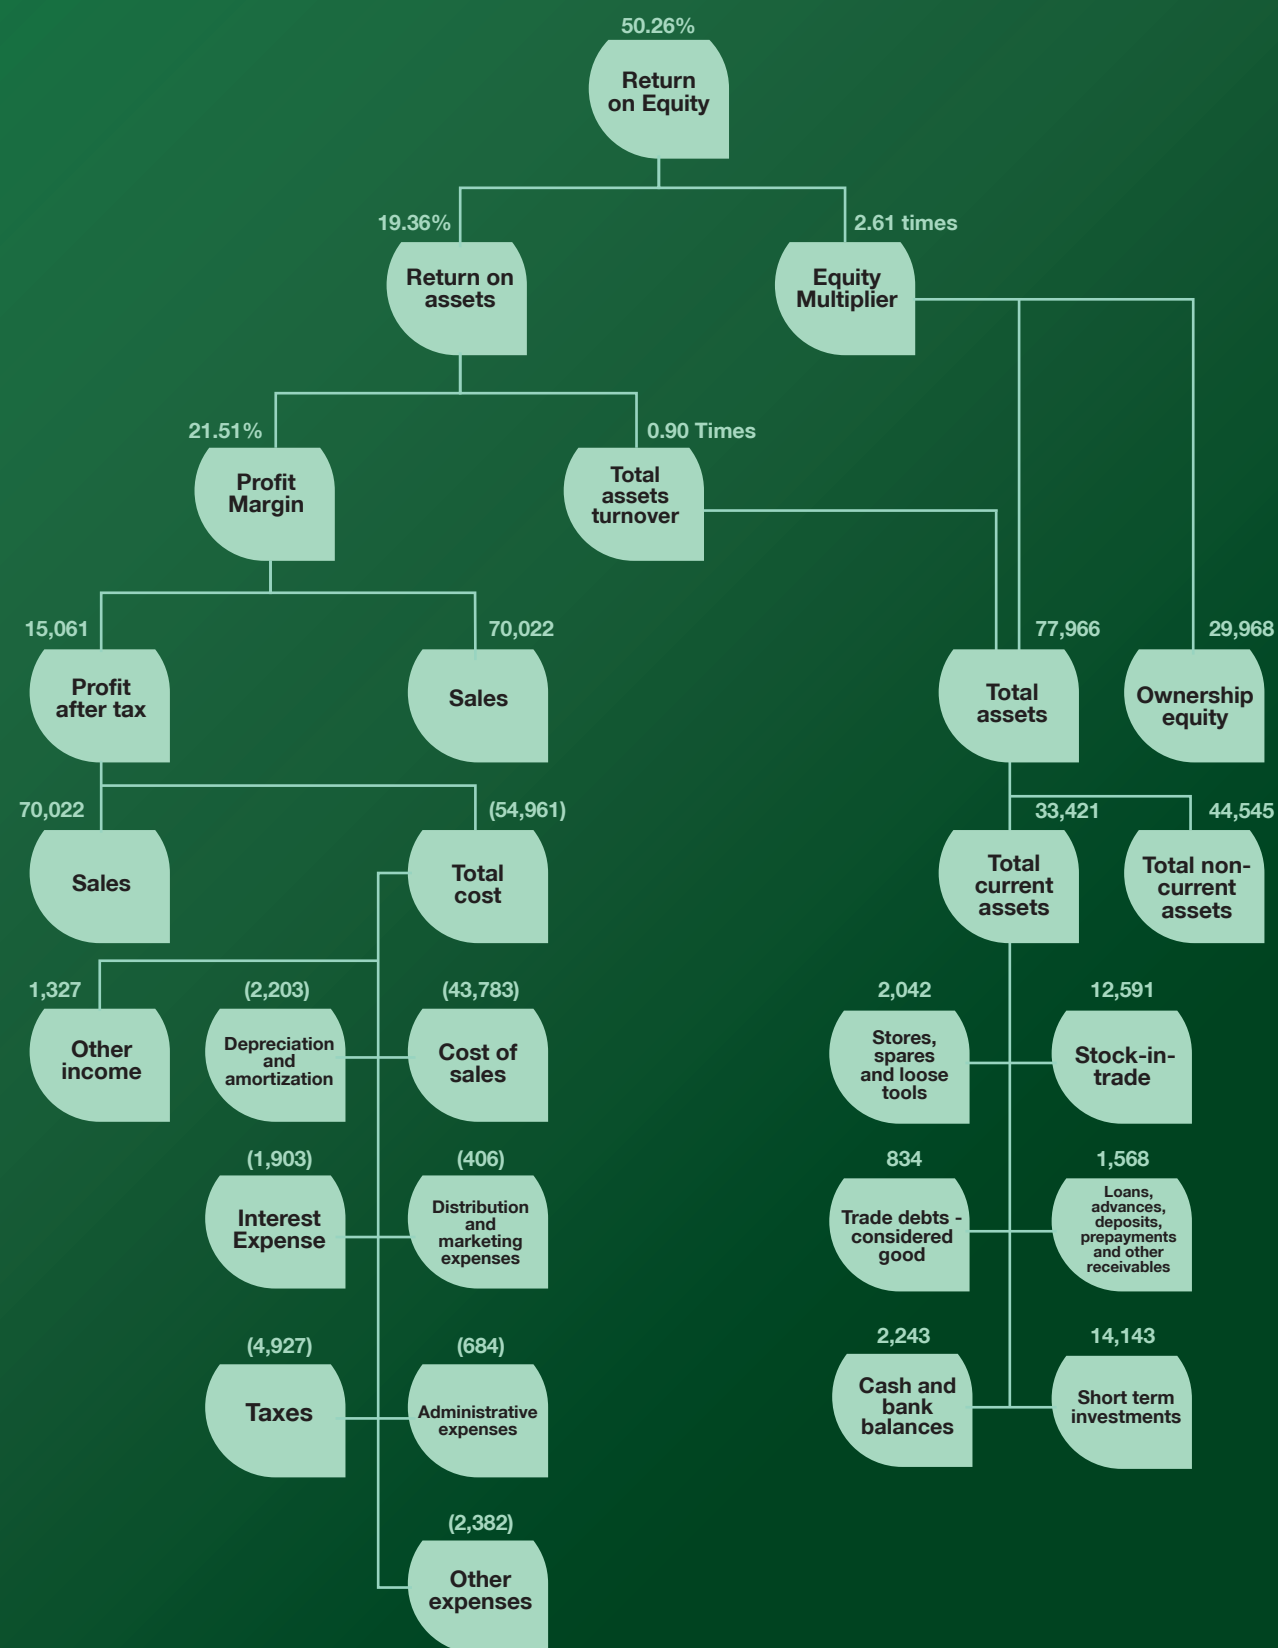 50.26%
Return
on Equity
19.36%
Return on
assets
2.61 times
Equity
Multiplier
21.51%
Profit
Margin
0.90 Times
Total
assets
turnover
15,061
Profit
after tax
70,022
Sales
77,966
Total
assets
29,968
Ownership
equity
70,022
Sales
(54,961)
Total
cost
33,421
Total
current
assets
44,545
Total non-
current
assets
1,327
Other
income
(2,203)
Depreciation
and
amortization
(43,783)
Cost of
sales
2,042
Stores,
spares
and loose
tools
12,591
Stock-in-
trade
(1,903)
Interest
Expense
(406)
Distribution
and
marketing
expenses
834
Trade debts -
considered
good
1,568
Loans,
advances,
deposits,
prepayments
and other
receivables
(4,927)
Taxes
(684)
Administrative
expenses
2,243
Cash and
bank
balances
14,143
Short term
investments
(2,382)
Other
expenses